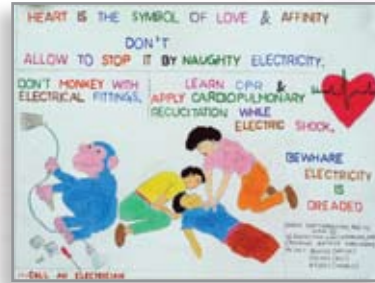 HEART IS THE SYMBOL OF LOVE & AFFINITY
DON'T
ALLOW TO STOP IT BY NAUGHTY ELECTRICITY.
DON'T MONKEY WITH
ELECTRICAL FITTINGS.
LEARN CPR &
APPLY CARDIOPULMONARY
RECUCITATION WHILE
ELECTRIC SHOCK.
BEWHARE
ELECTRICITY
IS
DREADED
CALL AN ELECTRICIAN